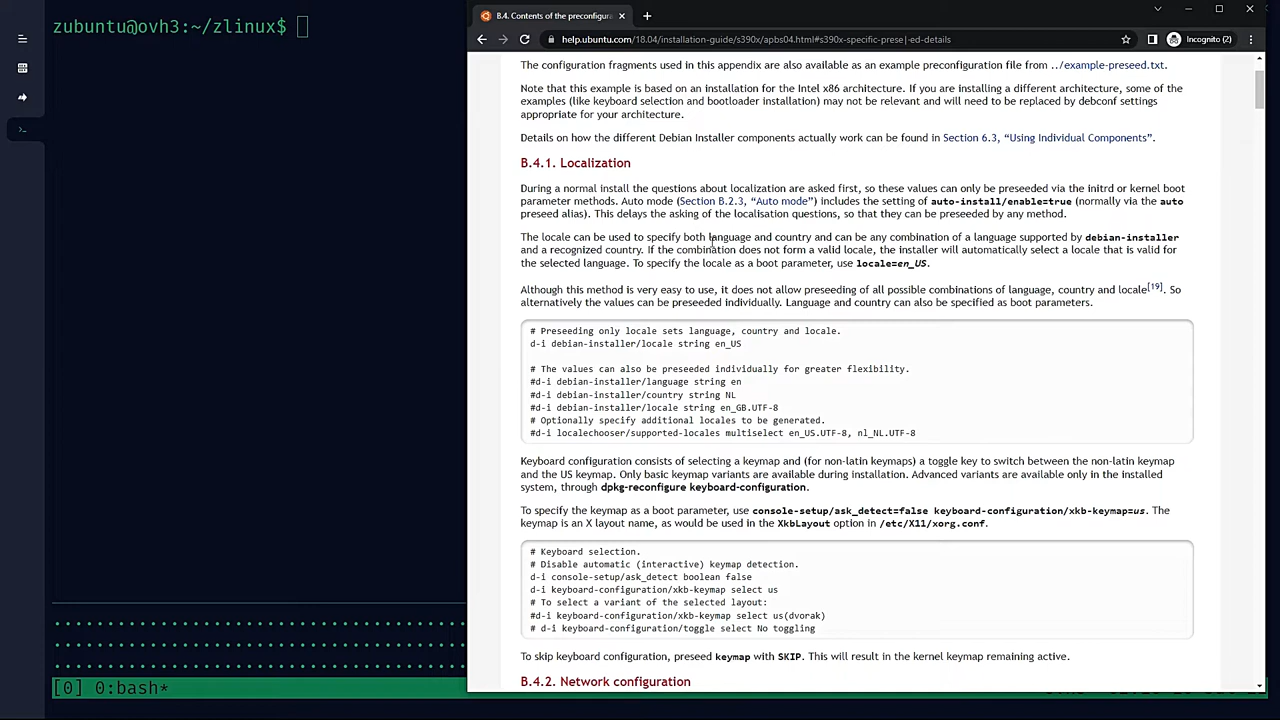 zubuntu@ovh3:~/zlinux$
[0] 0:bash*
B.4. Contents of the preconfigura
help.ubuntu.com/18.04/installation-guide/s390x/apbs04.html#s390x-specific-prese|-ed-details
Incognito (2)
The configuration fragments used in this appendix are also available as an example preconfiguration file from ../example-preseed.txt.
Note that this example is based on an installation for the Intel x86 architecture. If you are installing a different architecture, some of the
examples (like keyboard selection and bootloader installation) may not be relevant and will need to be replaced by debconf settings
appropriate for your architecture.
Details on how the different Debian Installer components actually work can be found in Section 6.3, “Using Individual Components”.
B.4.1. Localization
During a normal install the questions about localization are asked first, so these values can only be preseeded via the initrd or kernel boot
parameter methods. Auto mode (Section B.2.3, “Auto mode”) includes the setting of auto-install/enable=true (normally via the auto
preseed alias). This delays the asking of the localisation questions, so that they can be preseeded by any method.
The locale can be used to specify both language and country and can be any combination of a language supported by debian-installer
and a recognized country. If the combination does not form a valid locale, the installer will automatically select a locale that is valid for
the selected language. To specify the locale as a boot parameter, use locale=en_US.
Although this method is very easy to use, it does not allow preseeding of all possible combinations of language, country and locale[19]. So
alternatively the values can be preseeded individually. Language and country can also be specified as boot parameters.
# Preseeding only locale sets language, country and locale.
d-i debian-installer/locale string en_US
# The values can also be preseeded individually for greater flexibility.
#d-i debian-installer/language string en
#d-i debian-installer/country string NL
#d-i debian-installer/locale string en_GB.UTF-8
# Optionally specify additional locales to be generated.
#d-i localechooser/supported-locales multiselect en_US.UTF-8, nl_NL.UTF-8
Keyboard configuration consists of selecting a keymap and (for non-latin keymaps) a toggle key to switch between the non-latin keymap
and the US keymap. Only basic keymap variants are available during installation. Advanced variants are available only in the installed
system, through dpkg-reconfigure keyboard-configuration.
To specify the keymap as a boot parameter, use console-setup/ask_detect=false keyboard-configuration/xkb-keymap=us. The
keymap is an X layout name, as would be used in the XkbLayout option in /etc/X11/xorg.conf.
# Keyboard selection.
# Disable automatic (interactive) keymap detection.
d-i console-setup/ask_detect boolean false
d-i keyboard-configuration/xkb-keymap select us
# To select a variant of the selected layout:
#d-i keyboard-configuration/xkb-keymap select us(dvorak)
# d-i keyboard-configuration/toggle select No toggling
To skip keyboard configuration, preseed keymap with SKIP. This will result in the kernel keymap remaining active.
B.4.2. Network configuration